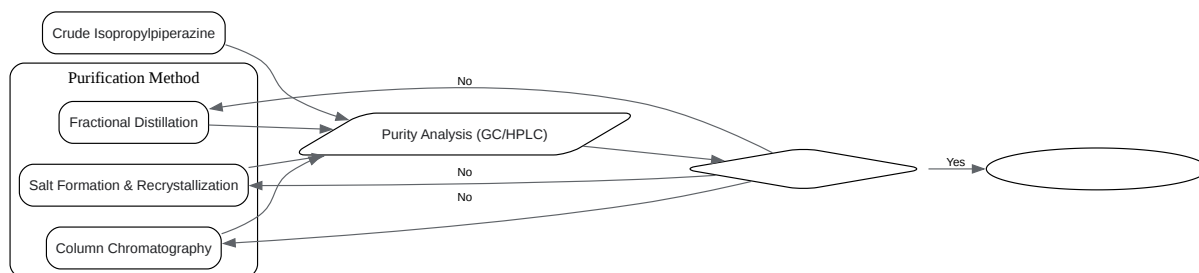 Crude Isopropylpiperazine
Purification Method
Fractional Distillation
Salt Formation & Recrystallization
Column Chromatography
Purity Analysis (GC/HPLC)
No
No
No
Yes